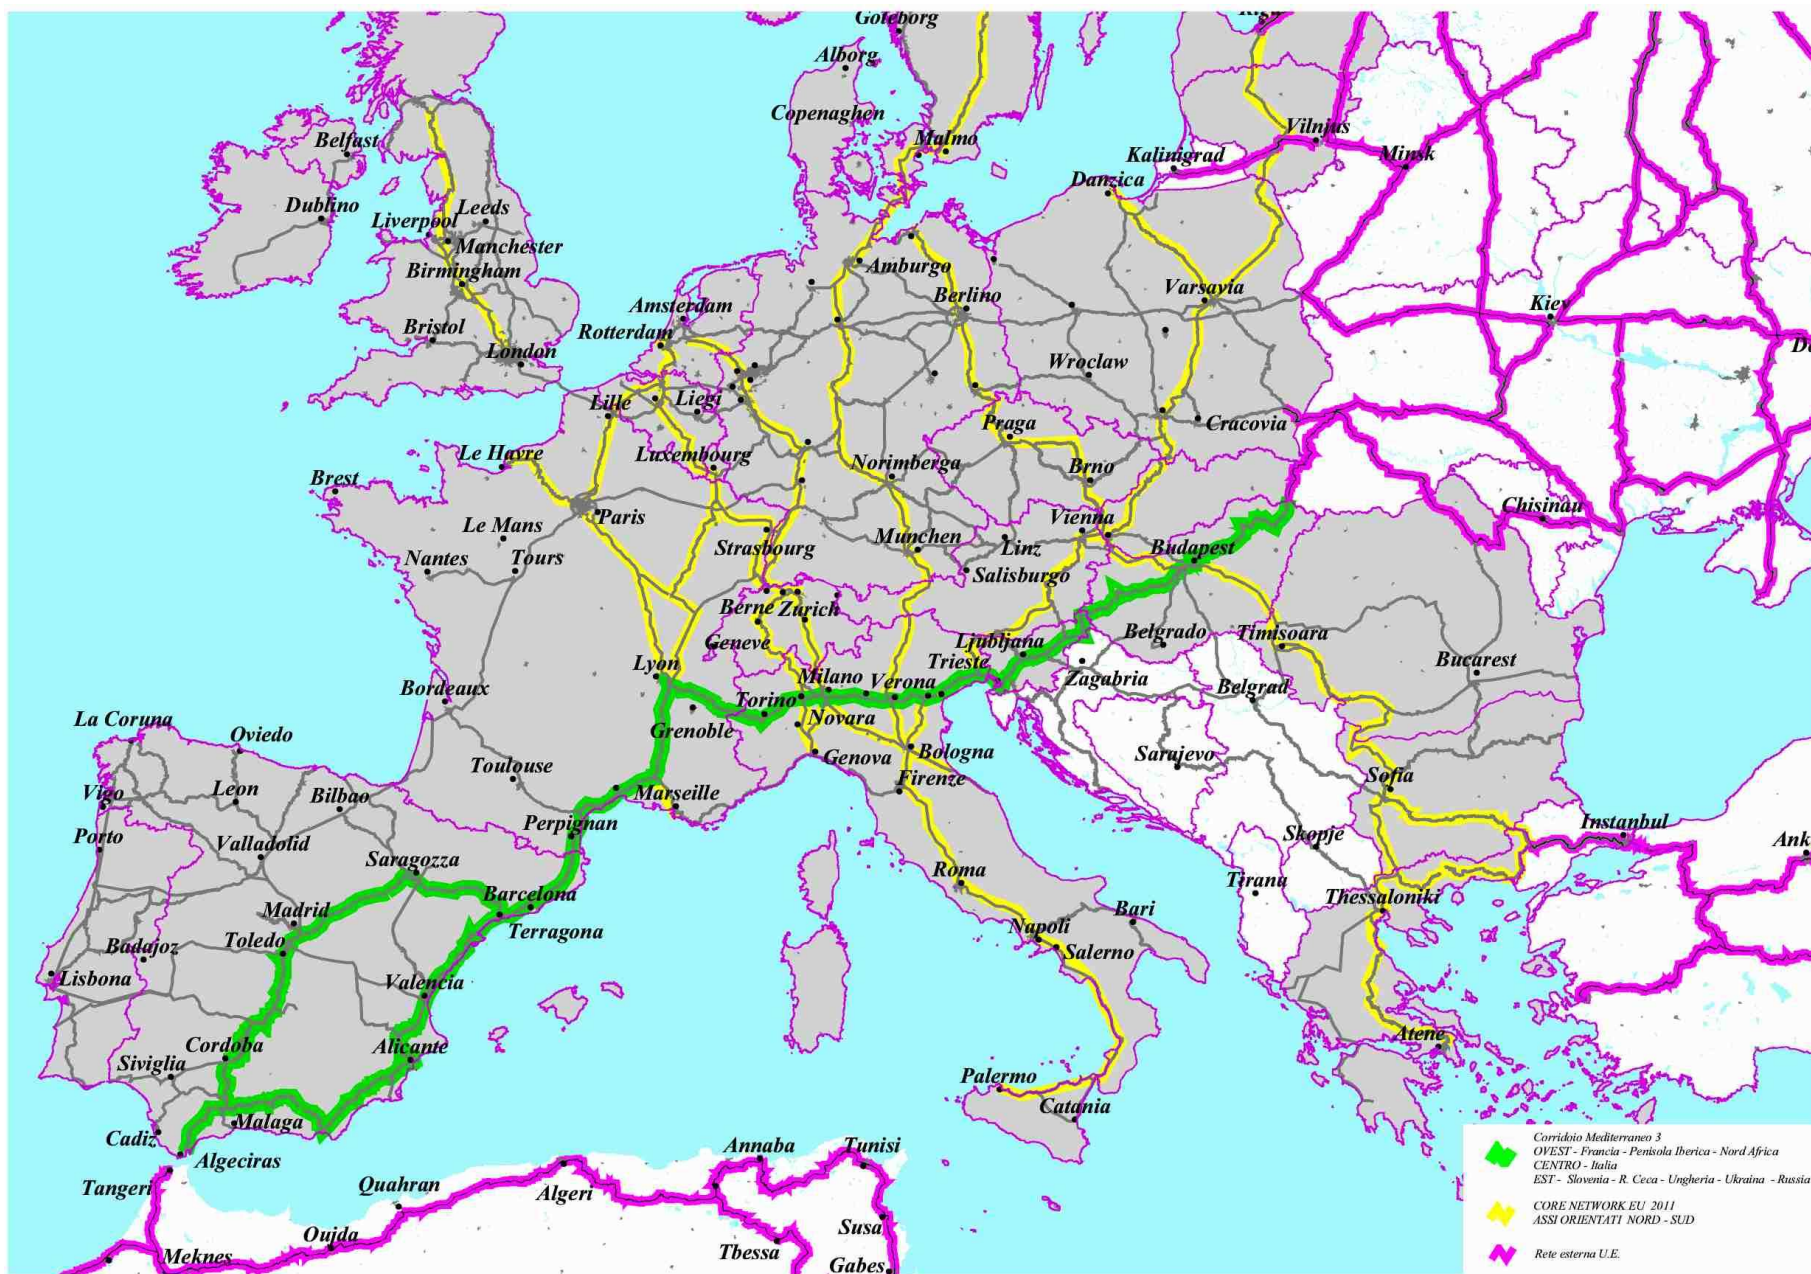 Goteborg
Alborg
Copenaghen
Malmo
Vilnius
Minsk
Kalinigrad
Danzica
Belfast
Dublino
Liverpool
Leeds
Manchester
Birmingham
Bristol
London
Amsterdam
Rotterdam
Amburgo
Berlino
Varsavia
Kiev
Wroclaw
Lille
Liegi
Praga
Cracovia
Le Havre
Luxembourg
Norimberga
Brno
Brest
Paris
Le Mans
Strasbourg
Munchen
Vienna
Linz
Budapest
Chisinau
Nantes
Tours
Salisburgo
Berne
Zurich
Geneve
Ljubljana
Belgrado
Timisoara
Lyon
Milano
Verona
Trieste
Zagabria
Belgrad
Bucarest
Bordeaux
Torino
Novara
Grenoble
La Coruna
Oviedo
Toulouse
Genova
Bologna
Sarajevo
Sofia
Vigo
Leon
Bilbao
Marseille
Firenze
Porto
Valladolid
Saragozza
Perpignan
Skopje
Instanbul
Ank
Roma
Tirana
Thessaloniki
Madrid
Barcelona
Terragona
Toledo
Badajoz
Napoli
Bari
Salerno
Lisbona
Valencia
Cordoba
Alicante
Atene
Siviglia
Palermo
Catania
Malaga
Cadiz
Algeciras
Annaba
Tunisi
Tangeri
Quahran
Algeri
Oujda
Meknes
Tbessa
Susa
Gabes
Corridoio Mediterraneo 3
OVEST - Francia - Penisola Iberica - Nord Africa
CENTRO - Italia
EST - Slovenia - R. Ceca - Ungheria - Ukraina - Russia
CORE NETWORK EU 2011
ASSI ORIENTATI NORD - SUD
Rete esterna U.E.